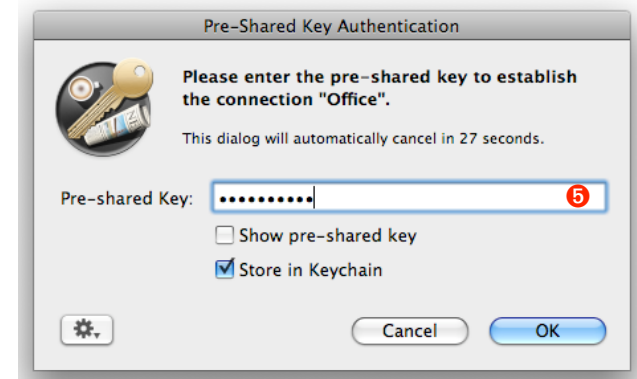 Pre-Shared Key Authentication
Please enter the pre-shared key to establish
the connection "Office".
This dialog will automatically cancel in 27 seconds.
Pre-shared Key: •••••••••• ❺
Show pre-shared key
Store in Keychain
Cancel OK